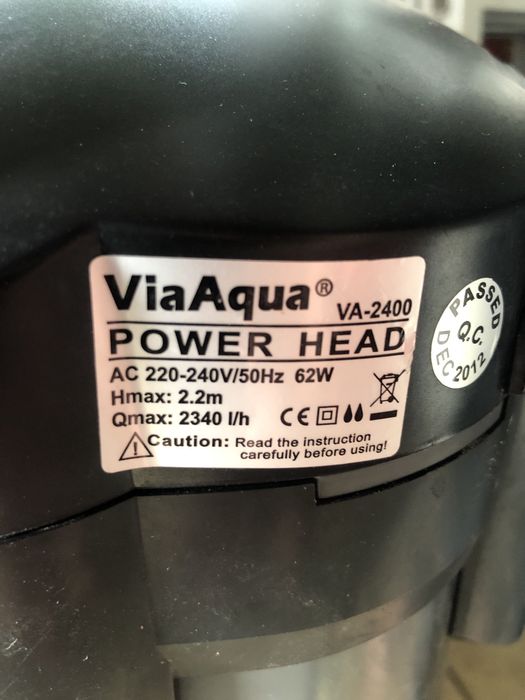 ViaAqua®
VA-2400
POWER HEAD
AC 220-240V/50Hz 62W
Hmax: 2.2m
Qmax: 2340 l/h
CE
Caution: Read the instruction
carefully before using!
PASSED
Q.C.
DEC 2012